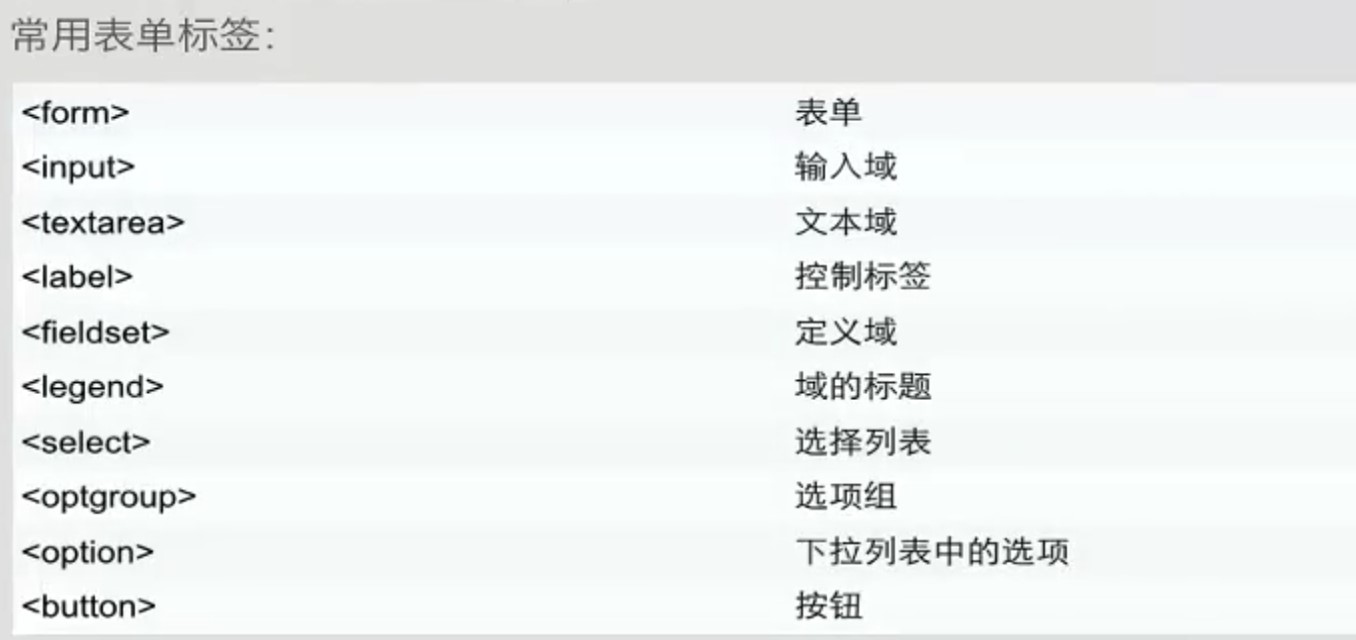 常用表单标签:
<form> 表单
<input> 输入域
<textarea> 文本域
<label> 控制标签
<fieldset> 定义域
<legend> 域的标题
<select> 选择列表
<optgroup> 选项组
<option> 下拉列表中的选项
<button> 按钮